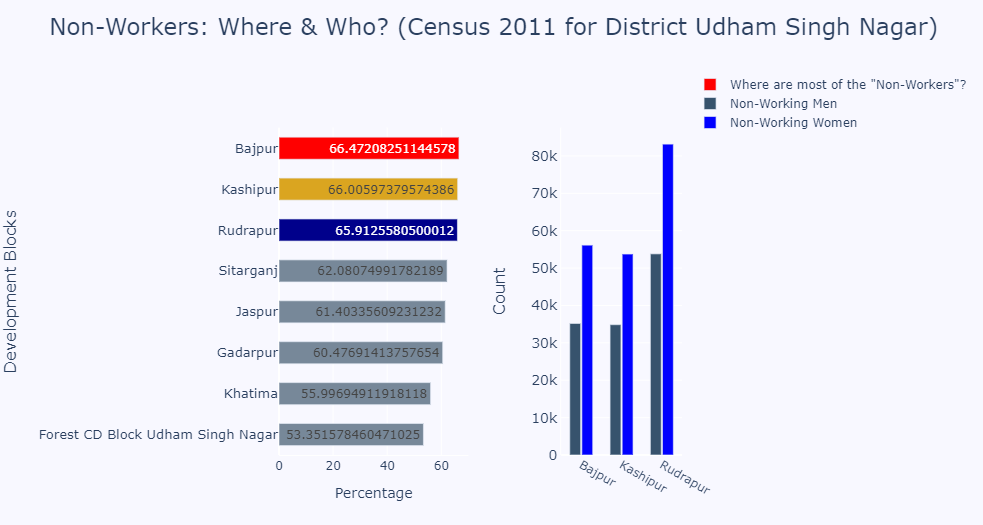 Non-Workers: Where & Who? (Census 2011 for District Udham Singh Nagar)
Where are most of the "Non-Workers"?
Non-Working Men
Non-Working Women
Development Blocks
Bajpur 66.47208251144578
Kashipur 66.00597379574386
Rudrapur 65.9125580500012
Sitarganj 62.08074991782189
Jaspur 61.40335609231232
Gadarpur 60.47691413757654
Khatima 55.99694911918118
Forest CD Block Udham Singh Nagar 53.351578460471025
0 20 40 60
Percentage
Count
80k
70k
60k
50k
40k
30k
20k
10k
0
Bajpur
Kashipur
Rudrapur